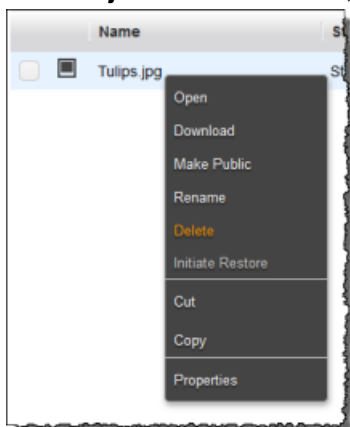 Name St
Tulips.jpg St
Open
Download
Make Public
Rename
Delete
Initiate Restore
Cut
Copy
Properties